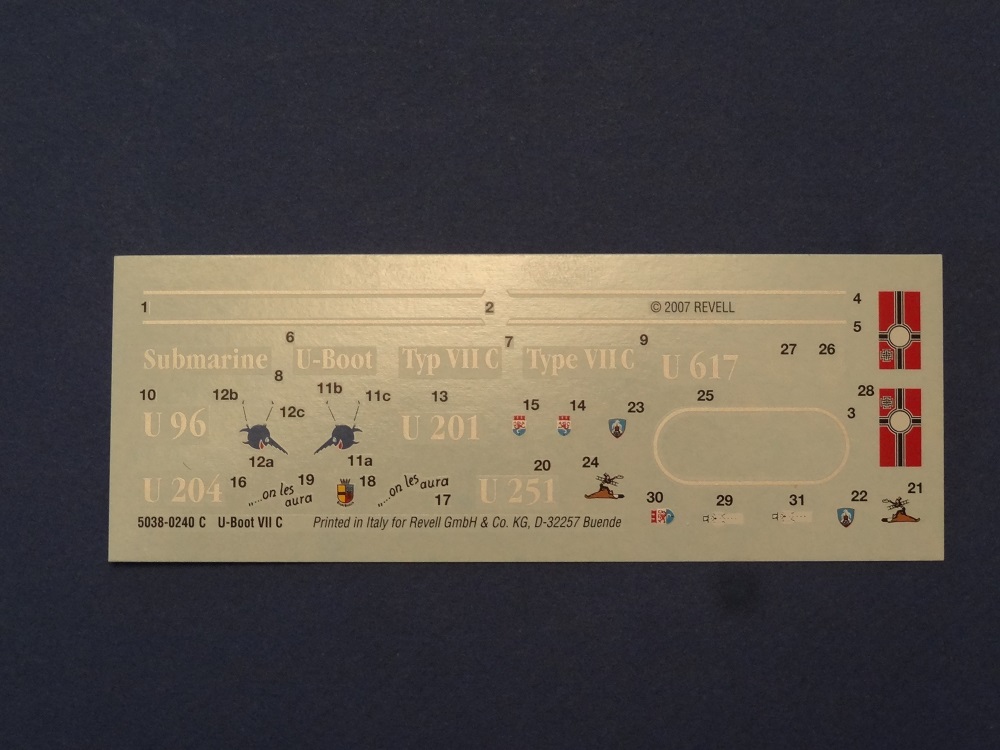 1 2 © 2007 REVELL 4
5
6 7 9 27 26
Submarine U-Boot Typ VII C Type VII C U 617
8
10 12b 11b 11c 13 15 14 23 25 28
12c 3
U 96 U 201
12a 11a
16 19 18 20 24
U 204 "...on les aura "...on les aura 17 U 251
30 29 31 22 21
5038-0240 C U-Boot VII C Printed in Italy for Revell GmbH & Co. KG, D-32257 Buende